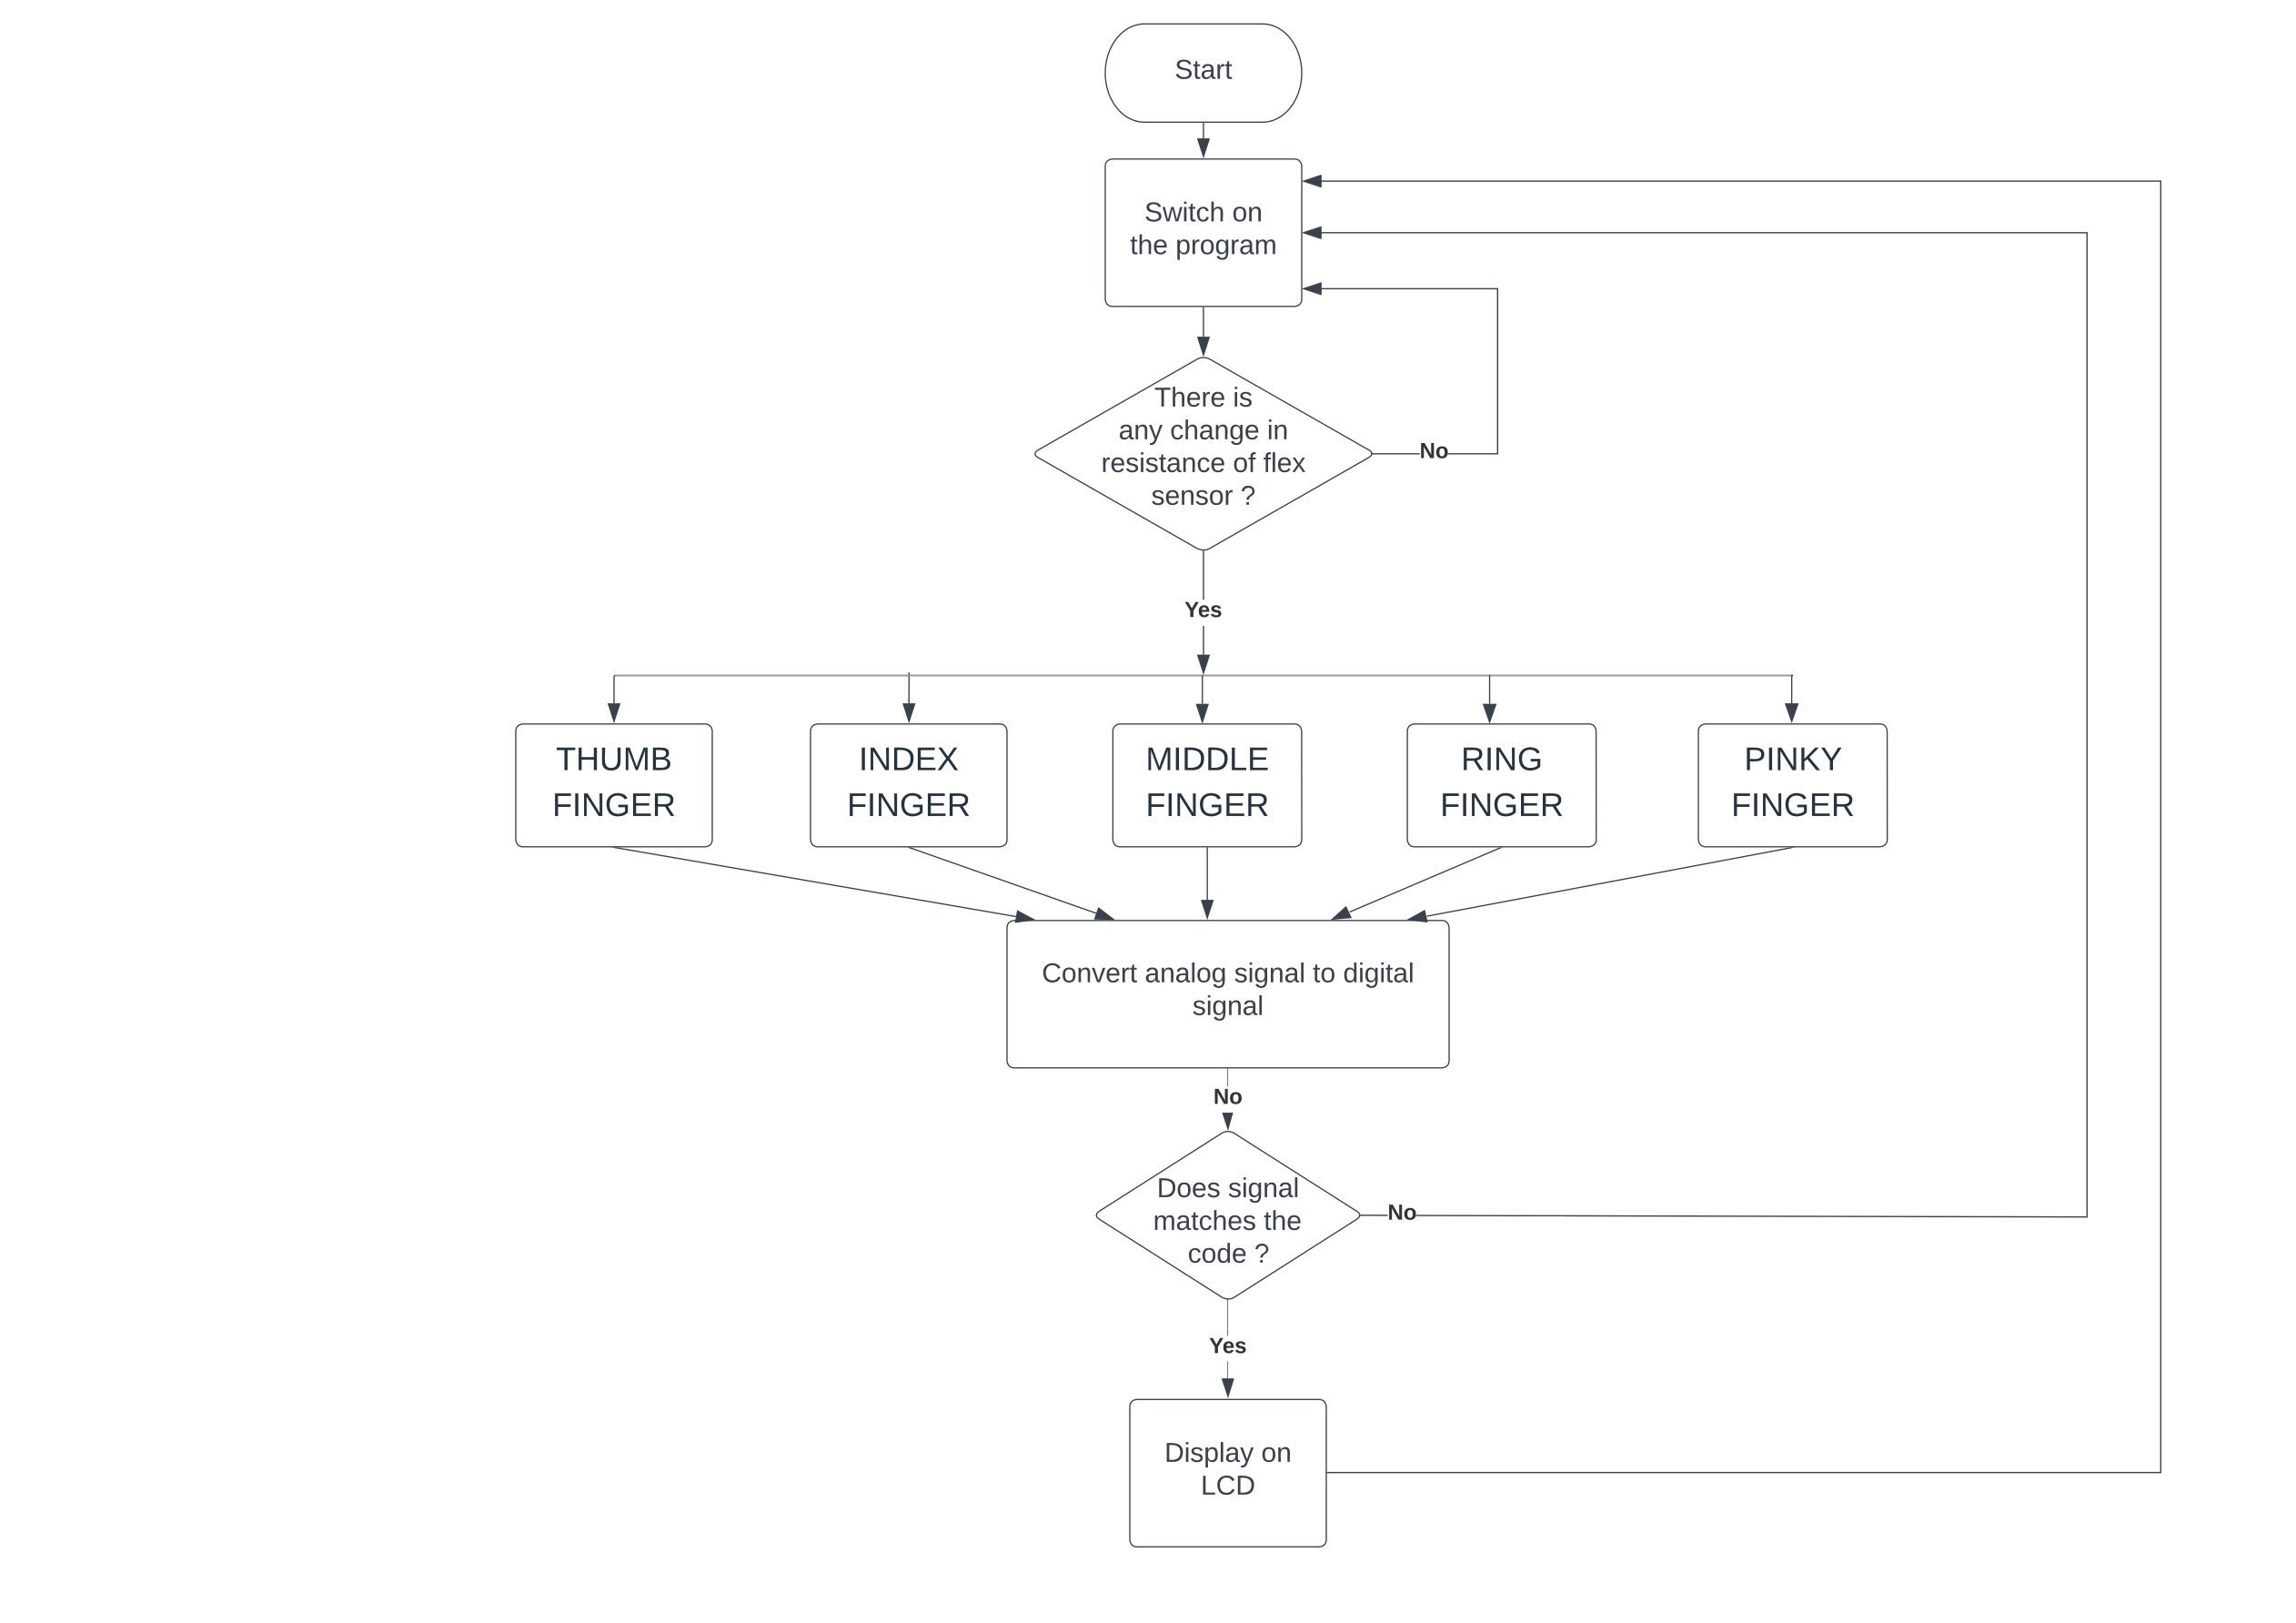 Start
Switch on
the program
There is
any change in
resistance of flex
sensor ?
No
Yes
THUMB
FINGER
INDEX
FINGER
MIDDLE
FINGER
RING
FINGER
PINKY
FINGER
Convert analog signal to digital
signal
No
Does signal
matches the
code ?
No
Yes
Display on
LCD